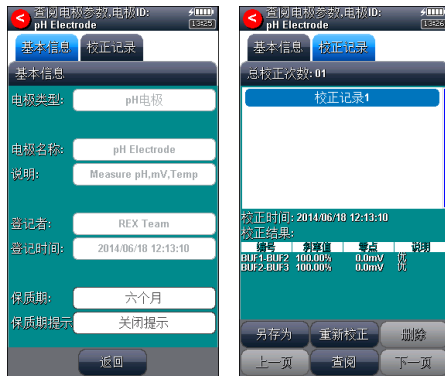 查阅电极参数,电极ID:
pH Electrode
13:25
基本信息
校正记录
基本信息
电极类型:
pH电极
电极名称:
pH Electrode
说明:
Measure pH,mV,Temp
登记者:
REX Team
登记时间:
2014/06/18 12:13:10
保质期:
六个月
保质期提示
关闭提示
返回
查阅电极参数,电极ID:
pH Electrode
13:26
基本信息
校正记录
总校正次数: 01
校正记录1
校正时间: 2014/06/18 12:13:10
校正结果:
编号 斜率值 零点 说明
BUF1-BUF2 100.00% 0.0mV 优
BUF2-BUF3 100.00% 0.0mV 优
另存为 重新校正 删除
上一页 查阅 下一页